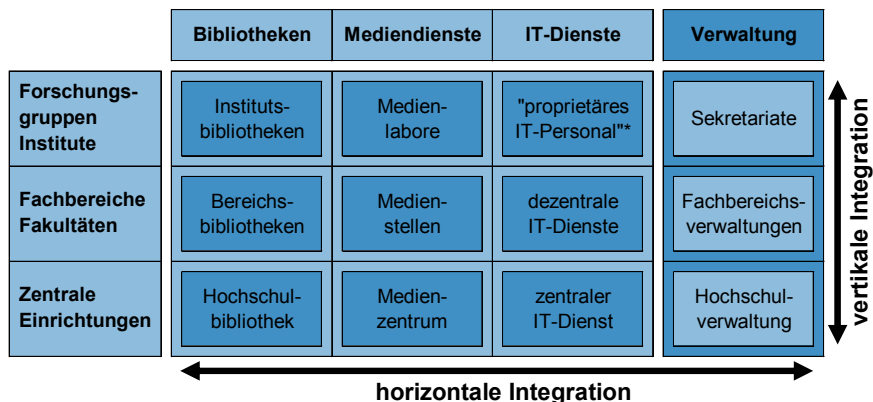 Bibliotheken Mediendienste IT-Dienste Verwaltung
Forschungs-
gruppen
Institute
Instituts-
bibliotheken
Medien-
labore
"proprietäres
IT-Personal"*
Sekretariate
Fachbereiche
Fakultäten
Bereichs-
bibliotheken
Medien-
stellen
dezentrale
IT-Dienste
Fachbereichs-
verwaltungen
Zentrale
Einrichtungen
Hochschul-
bibliothek
Medien-
zentrum
zentraler
IT-Dienst
Hochschul-
verwaltung
vertikale Integration
horizontale Integration